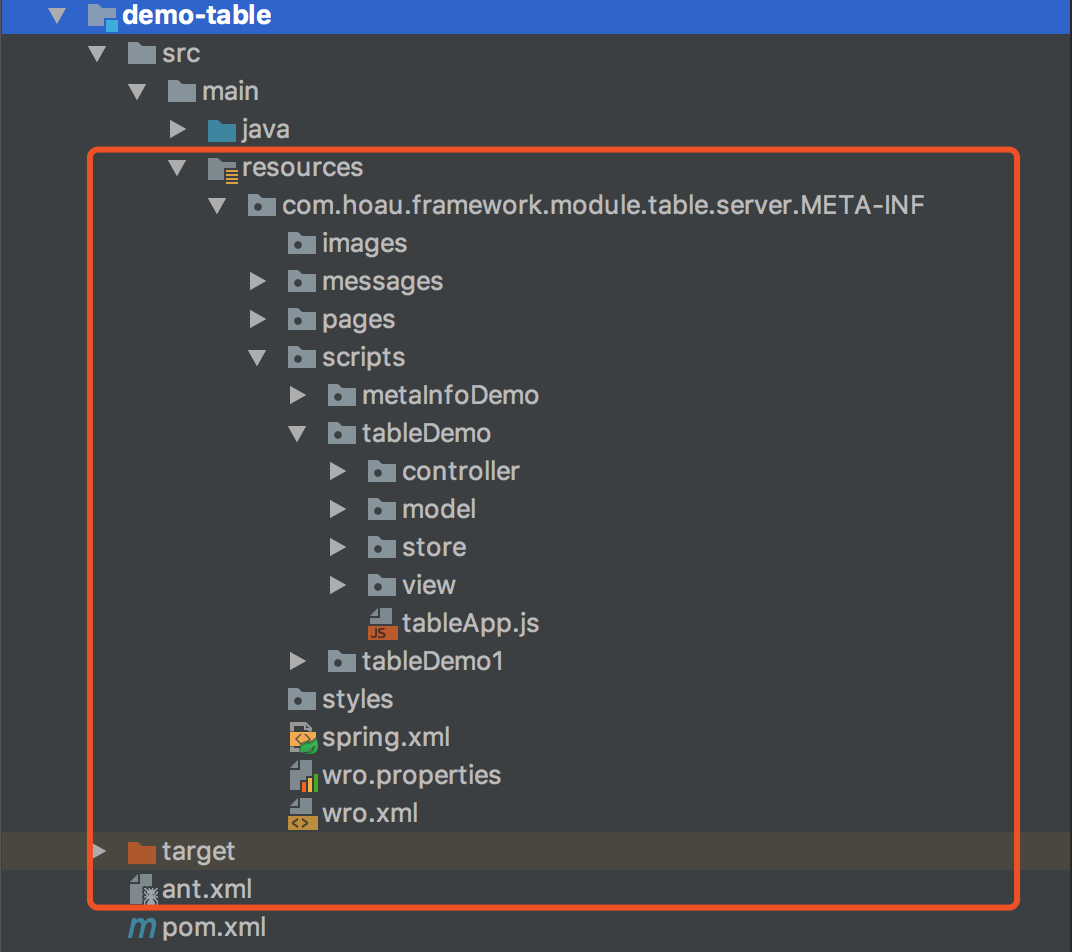 demo-table
src
main
java
resources
com.hoau.framework.module.table.server.META-INF
images
messages
pages
scripts
metaInfoDemo
tableDemo
controller
model
store
view
JS tableApp.js
tableDemo1
styles
spring.xml
wro.properties
wro.xml
target
ant.xml
m pom.xml